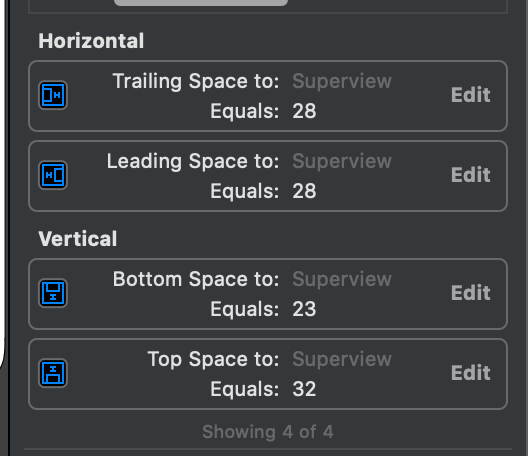 Horizontal
Trailing Space to: Superview
Equals: 28
Edit
Leading Space to: Superview
Equals: 28
Edit
Vertical
Bottom Space to: Superview
Equals: 23
Edit
Top Space to: Superview
Equals: 32
Edit
Showing 4 of 4